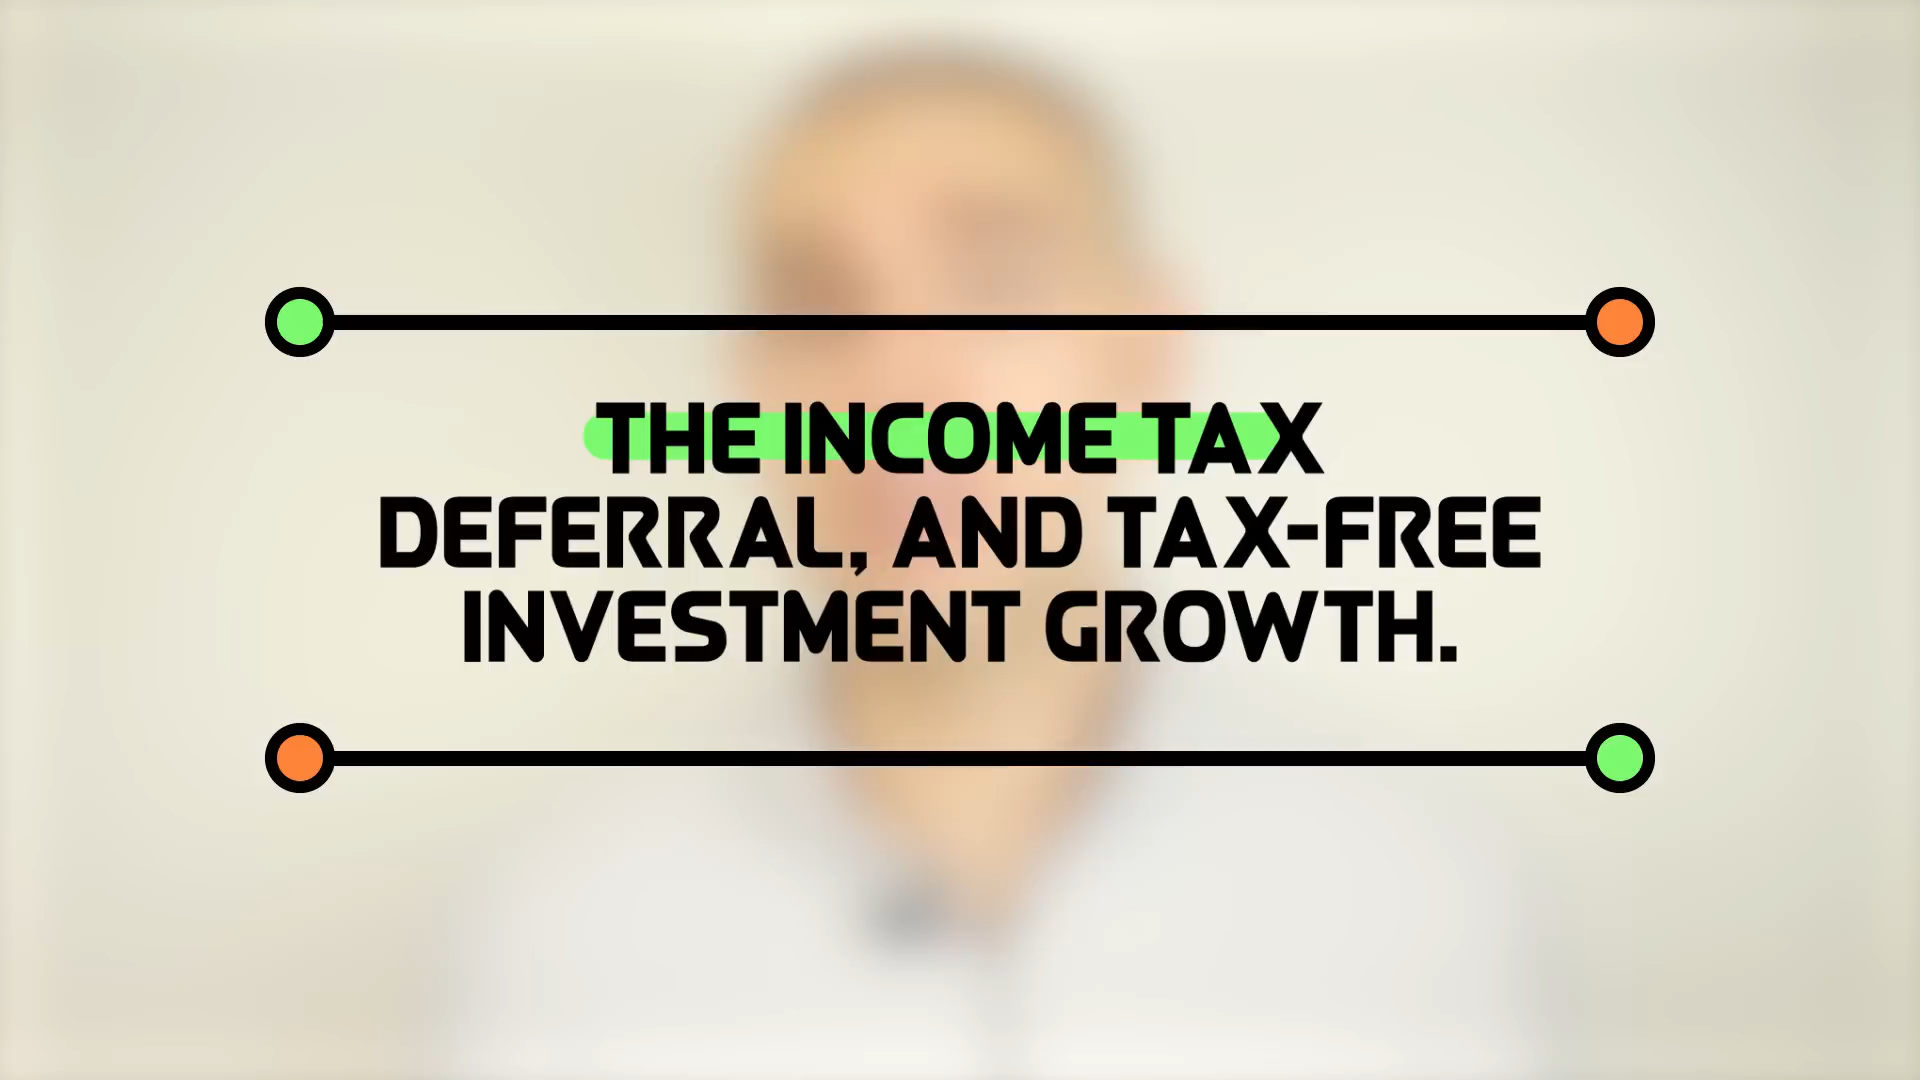 THE INCOME TAX
DEFERRAL, AND TAX-FREE
INVESTMENT GROWTH.